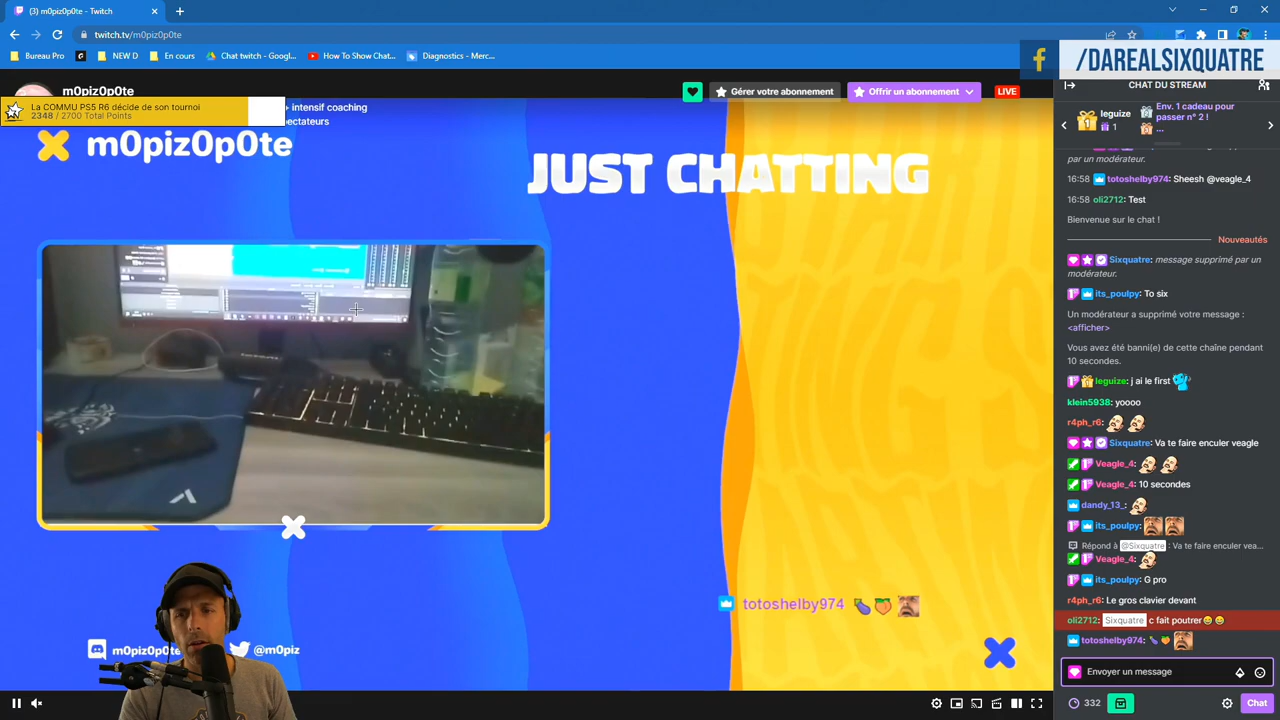 (3) m0piz0p0te - Twitch
twitch.tv/m0piz0p0te
Bureau Pro
NEW D
En cours
Chat twitch - Googl...
How To Show Chat...
Diagnostics - Merc...
/DAREALSIXQUATRE
m0piz0p0te
Gérer votre abonnement
Offrir un abonnement
LIVE
La COMMU PS5 R6 décide de son tournoi
2348 / 2700 Total Points
intensif coaching
pectateurs
m0piz0p0te
JUST CHATTING
totoshelby974
m0piz0p0te
@m0piz
CHAT DU STREAM
leguize
1
Env. 1 cadeau pour
passer n° 2 !
...
par un modérateur.
16:58 totoshelby974: Sheesh @veagle_4
16:58 oli2712: Test
Bienvenue sur le chat !
Nouveautés
Sixquatre: message supprimé par un
modérateur.
its_poulpy: To six
Un modérateur a supprimé votre message :
<afficher>
Vous avez été banni(e) de cette chaîne pendant
10 secondes.
leguize: j ai le first
klein5938: yoooo
r4ph_r6:
Sixquatre: Va te faire enculer veagle
Veagle_4:
Veagle_4: 10 secondes
dandy_13_:
its_poulpy:
Répond à @Sixquatre : Va te faire enculer vea...
Veagle_4:
its_poulpy: G pro
r4ph_r6: Le gros clavier devant
oli2712: Sixquatre c fait poutrer
totoshelby974:
Envoyer un message
332
Chat